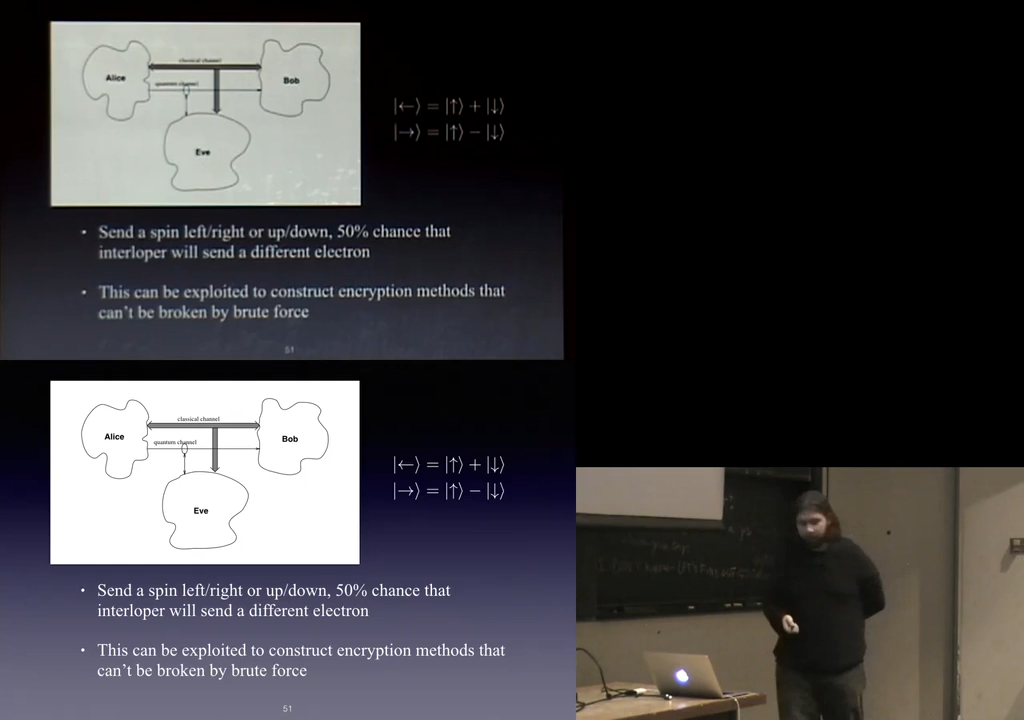 classical channel
Alice
Bob
quantum channel
Eve
|←⟩ = |↑⟩ + |↓⟩
|→⟩ = |↑⟩ − |↓⟩
• Send a spin left/right or up/down, 50% chance that
interloper will send a different electron
• This can be exploited to construct encryption methods that
can't be broken by brute force
51
classical channel
Alice
Bob
quantum channel
Eve
|←⟩ = |↑⟩ + |↓⟩
|→⟩ = |↑⟩ − |↓⟩
• Send a spin left/right or up/down, 50% chance that
interloper will send a different electron
• This can be exploited to construct encryption methods that
can't be broken by brute force
51